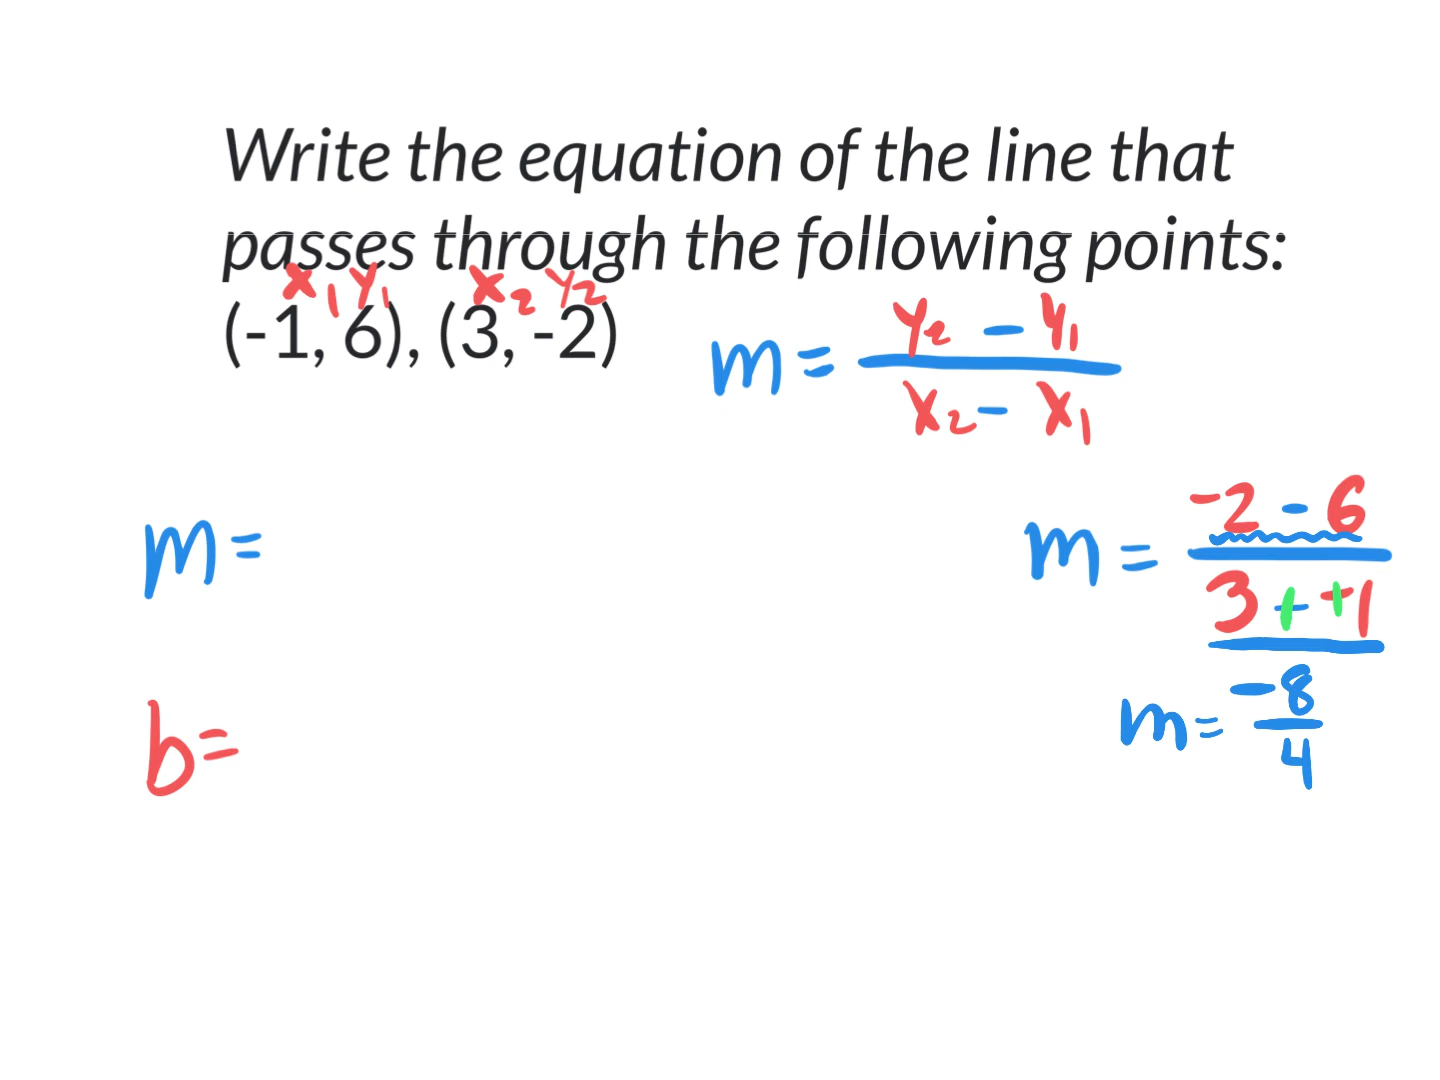 Write the equation of the line that
passes through the following points:
x₁ y₁ x₂ y₂
(-1, 6), (3, -2)
m = y₂ - y₁
x₂ - x₁
m =
m = -2 - 6
3 + +1
m = -8
4
b =